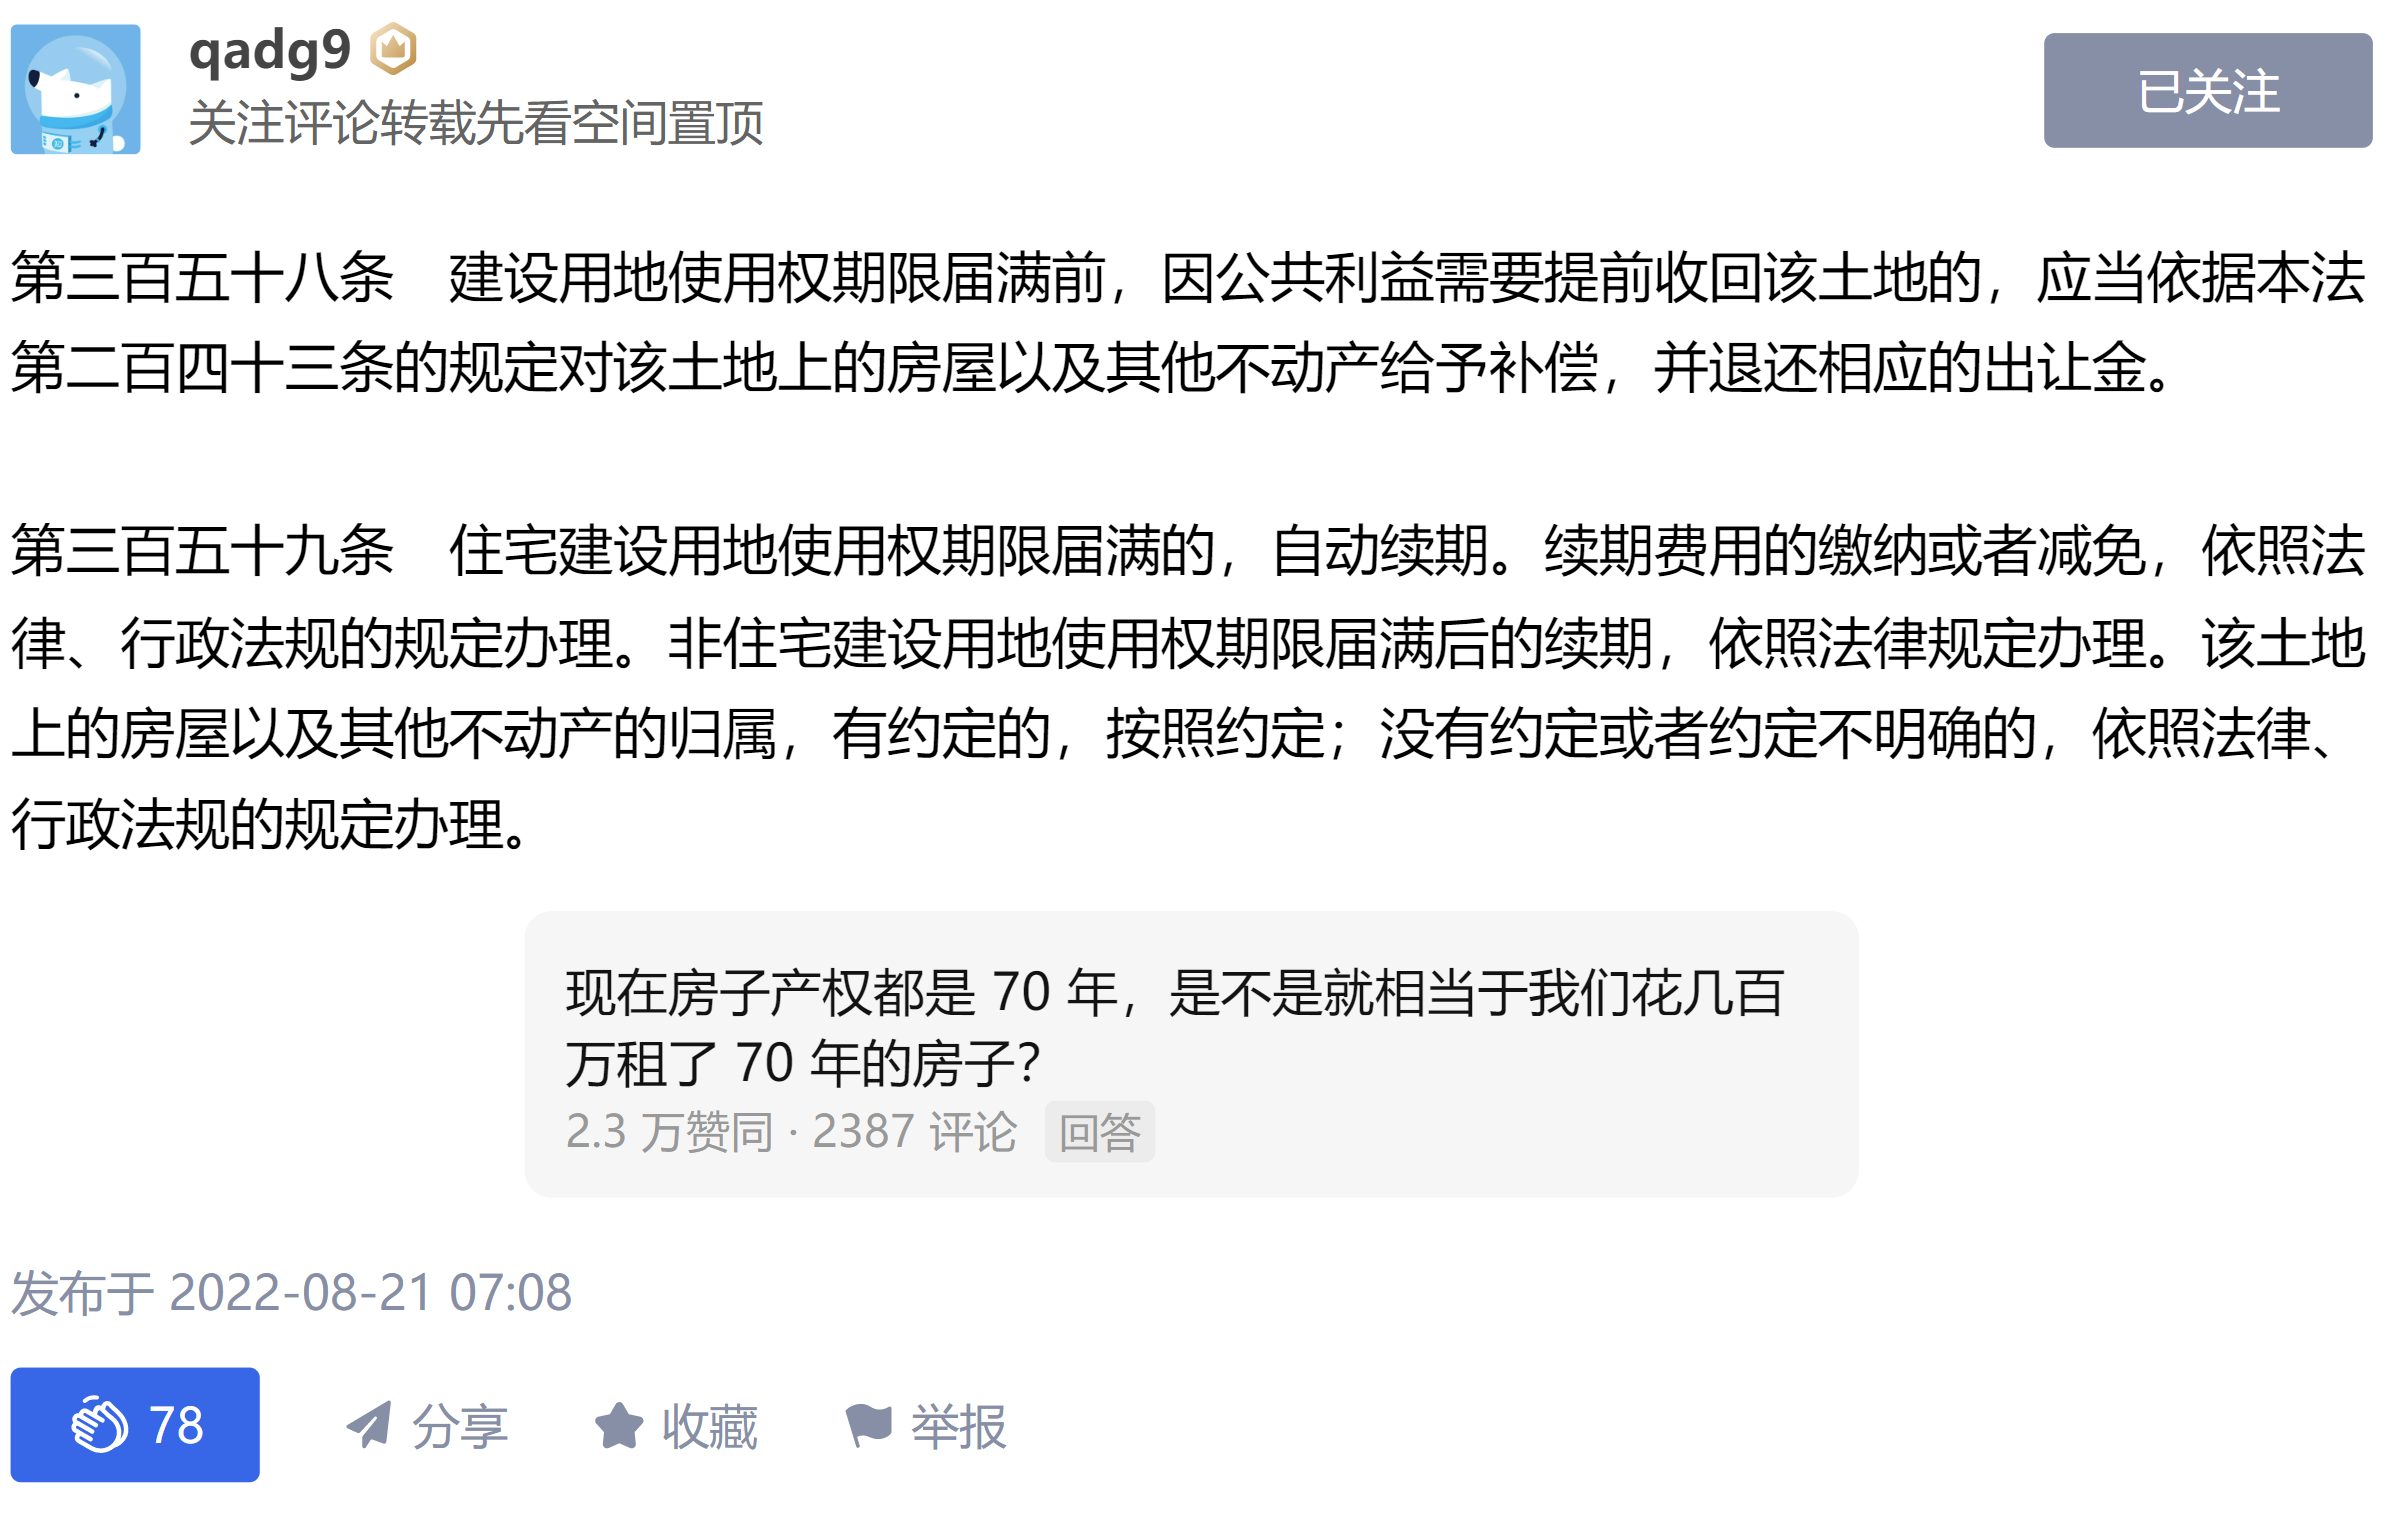 qadg9
关注评论转载先看空间置顶
已关注
第三百五十八条　建设用地使用权期限届满前，因公共利益需要提前收回该土地的，应当依据本法
第二百四十三条的规定对该土地上的房屋以及其他不动产给予补偿，并退还相应的出让金。
第三百五十九条　住宅建设用地使用权期限届满的，自动续期。续期费用的缴纳或者减免，依照法
律、行政法规的规定办理。非住宅建设用地使用权期限届满后的续期，依照法律规定办理。该土地
上的房屋以及其他不动产的归属，有约定的，按照约定；没有约定或者约定不明确的，依照法律、
行政法规的规定办理。
现在房子产权都是 70 年，是不是就相当于我们花几百
万租了 70 年的房子？
2.3 万赞同 · 2387 评论 回答
发布于 2022-08-21 07:08
78 分享 收藏 举报